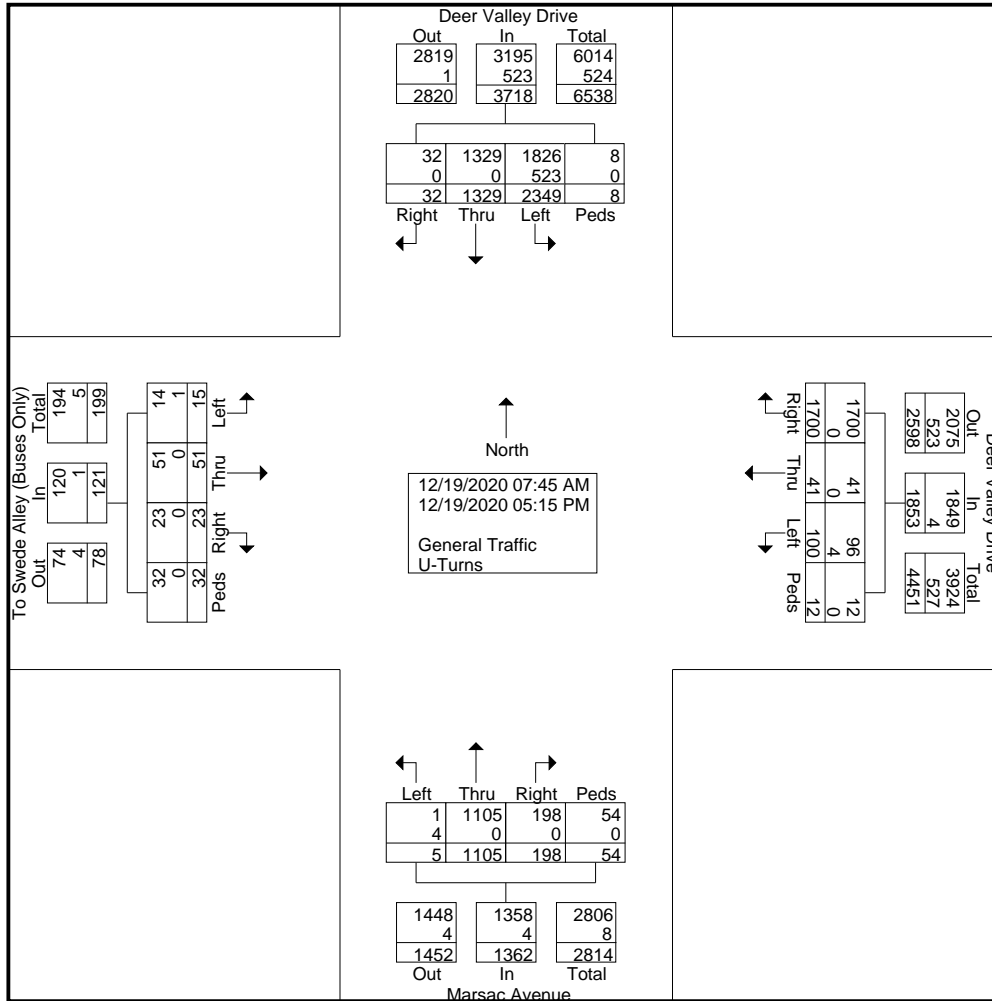 Deer Valley Drive
Out In Total
2819 3195 6014
1 523 524
2820 3718 6538
32 1329 1826 8
0 0 523 0
32 1329 2349 8
Right Thru Left Peds
To Swede Alley (Buses Only)
Total In Out
194 120 74
5 1 4
199 121 78
14 51 23 32
1 0 0 0
15 51 23 32
Left Thru Right Peds
North
12/19/2020 07:45 AM
12/19/2020 05:15 PM
General Traffic
U-Turns
Deer Valley Drive
Out In Total
2075 1849 3924
523 4 527
2598 1853 4451
1700 41 96 12
0 0 4 0
1700 41 100 12
Right Thru Left Peds
Left Thru Right Peds
1 1105 198 54
4 0 0 0
5 1105 198 54
1448 1358 2806
4 4 8
1452 1362 2814
Out In Total
Marsac Avenue